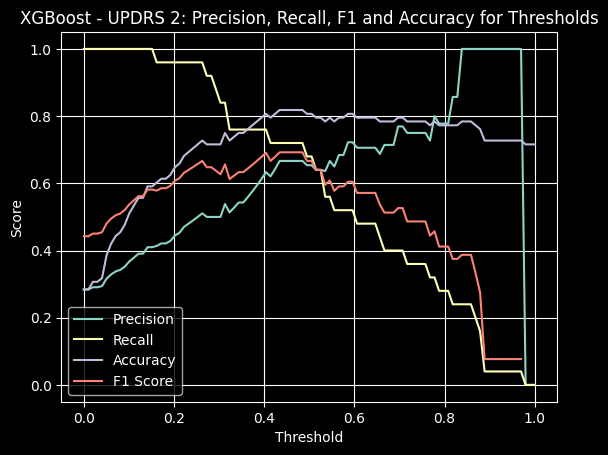 XGBoost - UPDRS 2: Precision, Recall, F1 and Accuracy for Thresholds
1.0
0.8
0.6
0.4
0.2
0.0
Score
Precision
Recall
Accuracy
F1 Score
0.0 0.2 0.4 0.6 0.8 1.0
Threshold